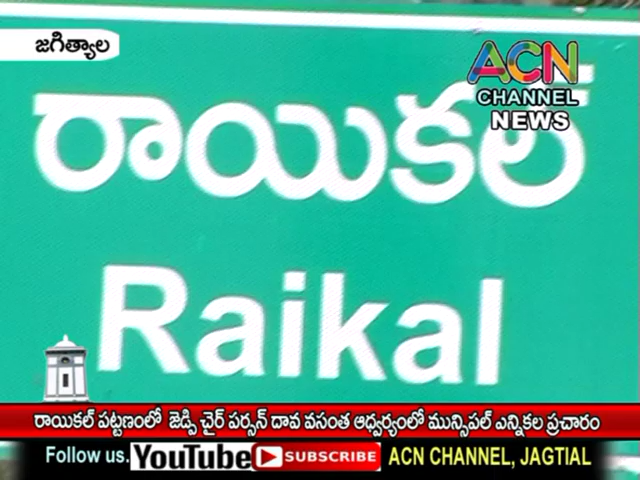 జగిత్యాల
ACN
CHANNEL
NEWS
రాయికల్
Raikal
రాయికల్ పట్టణంలో జెడ్పి చైర్ పర్సన్ దావ వసంత ఆధ్వర్యంలో మున్సిపల్ ఎన్నికల ప్రచారం
Follow us. YouTube SUBSCRIBE ACN CHANNEL, JAGTIAL